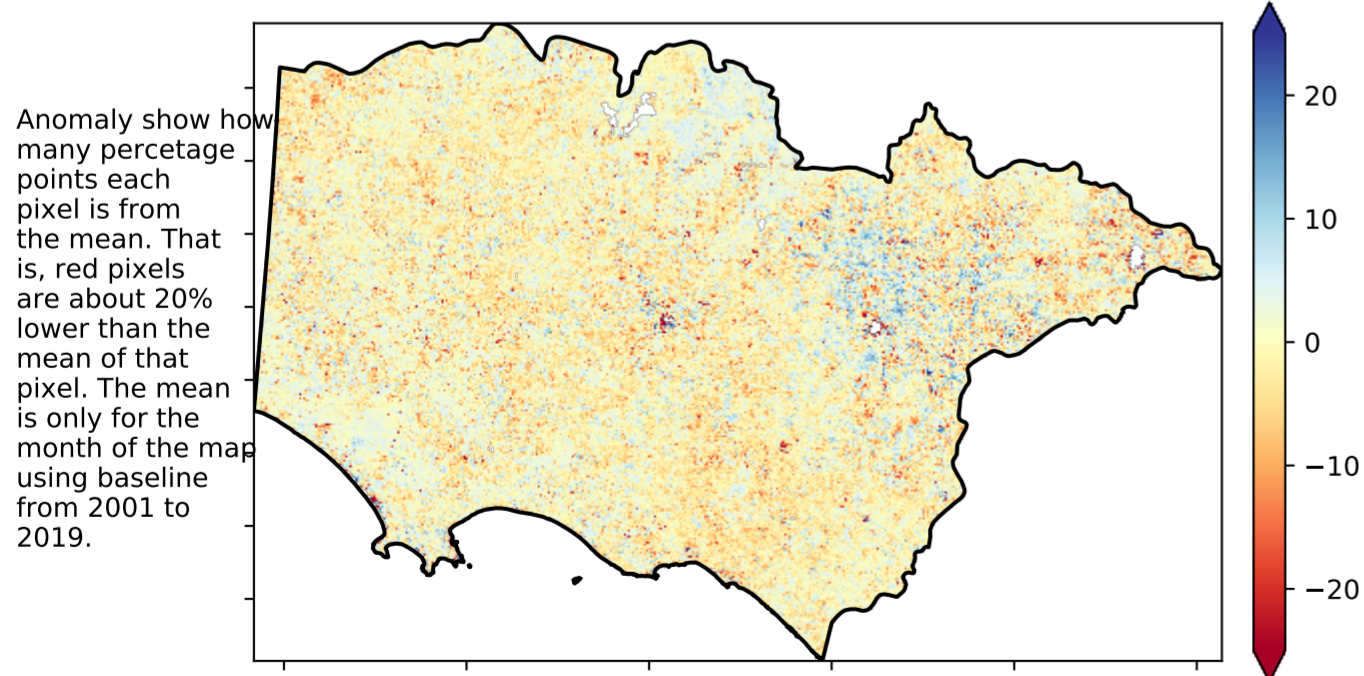 Anomaly show how
many percetage
points each
pixel is from
the mean. That
is, red pixels
are about 20%
lower than the
mean of that
pixel. The mean
is only for the
month of the map
using baseline
from 2001 to
2019.
20
10
0
−10
−20